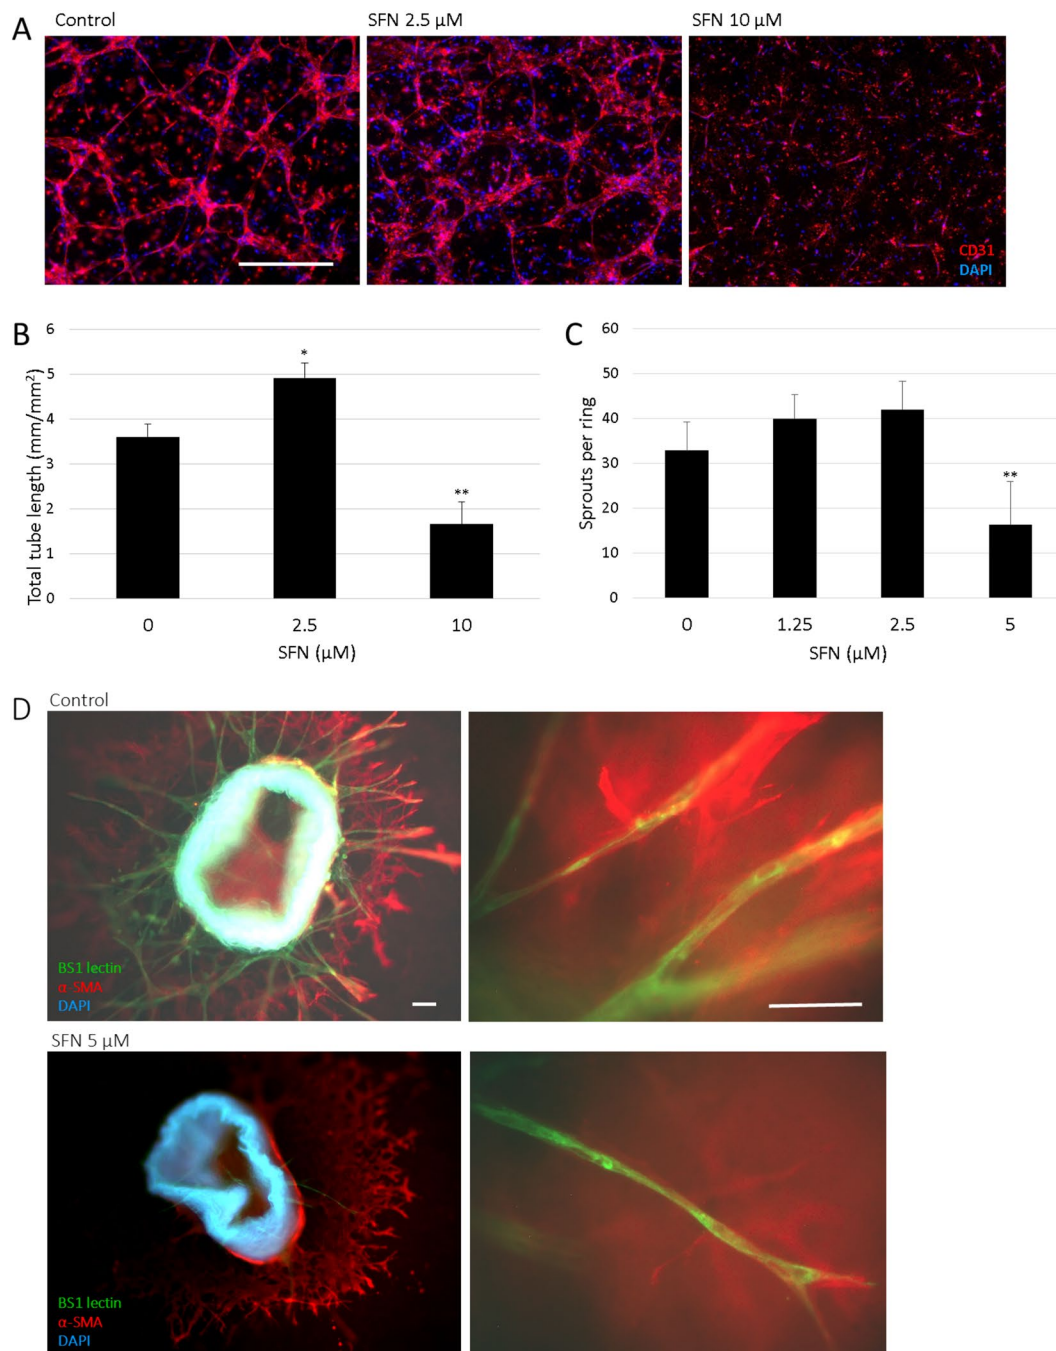 A
Control
SFN 2.5 µM
SFN 10 µM
CD31
DAPI
B
Total tube length (mm/mm²)
6
5
4
3
2
1
0
*
**
0 2.5 10
SFN (µM)
C
Sprouts per ring
60
50
40
30
20
10
0
**
0 1.25 2.5 5
SFN (µM)
D
Control
BS1 lectin
α-SMA
DAPI
SFN 5 µM
BS1 lectin
α-SMA
DAPI